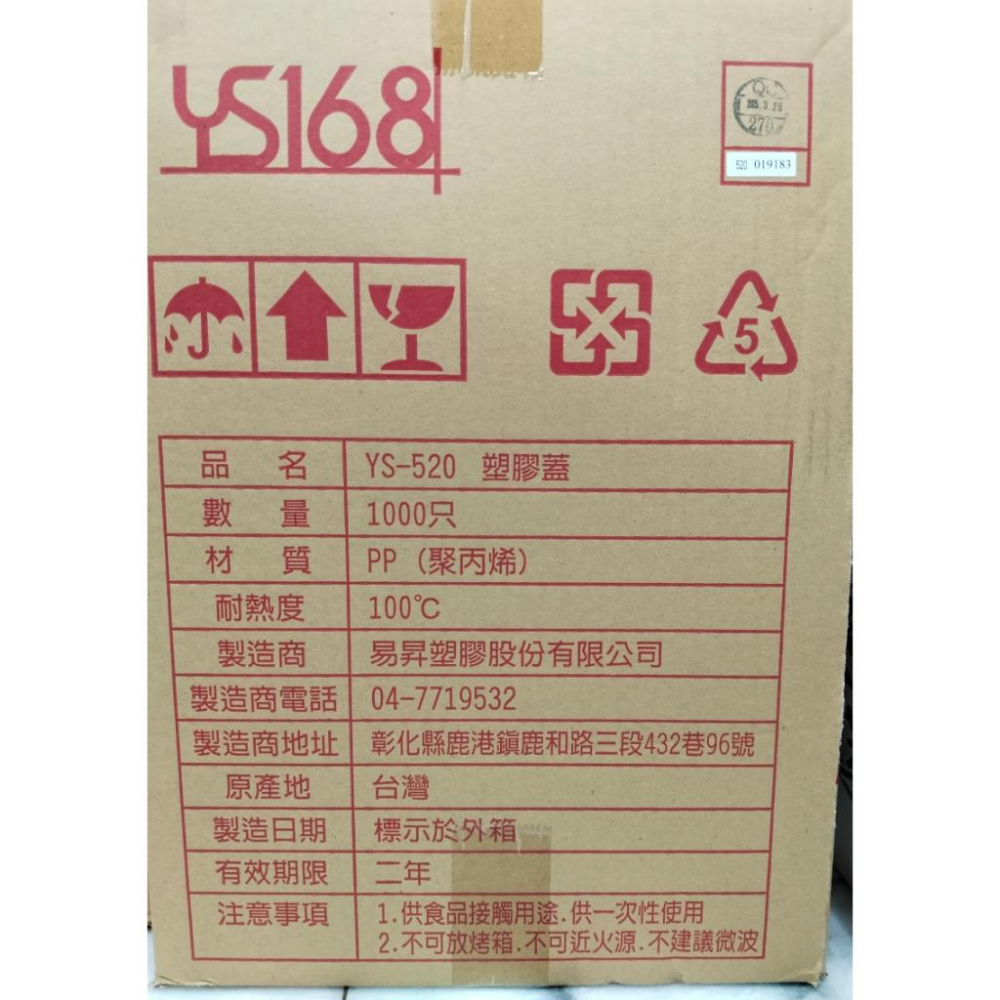 YS168
2025.3.26
270
520 019183
5
品名 YS-520 塑膠蓋
數量 1000只
材質 PP (聚丙烯)
耐熱度 100℃
製造商 易昇塑膠股份有限公司
製造商電話 04-7719532
製造商地址 彰化縣鹿港鎮鹿和路三段432巷96號
原產地 台灣
製造日期 標示於外箱
有效期限 二年
注意事項 1.供食品接觸用途.供一次性使用
2.不可放烤箱.不可近火源.不建議微波